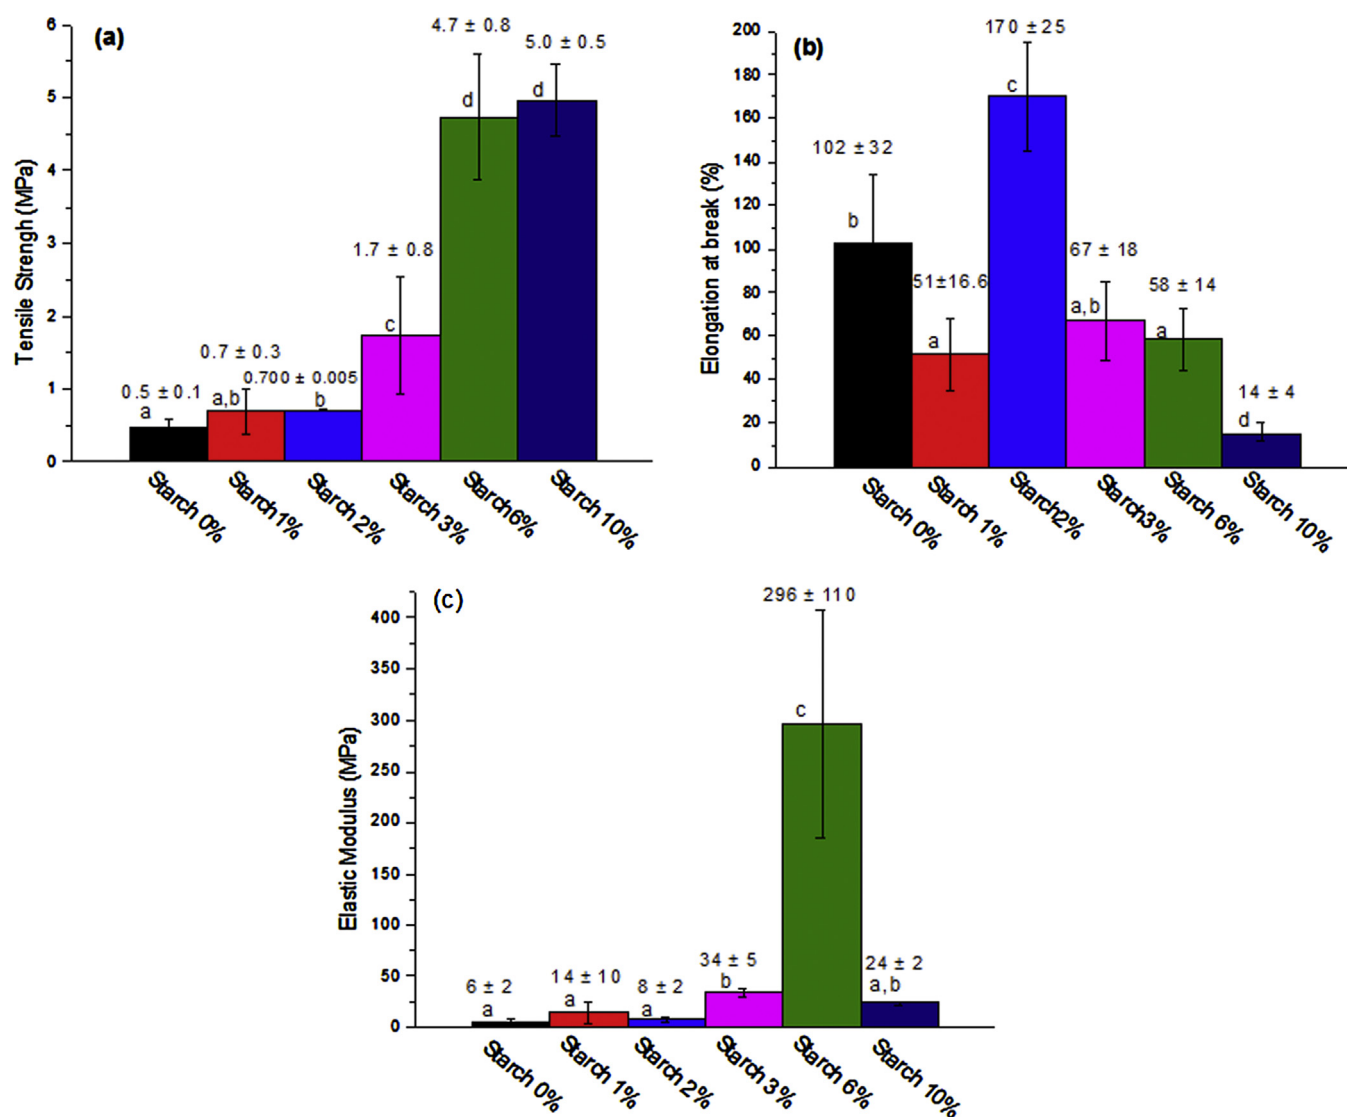 (a)
Tensile Strengh (MPa)
6
5
4
3
2
1
0
0.5 ± 0.1
a
0.7 ± 0.3
a,b
0.700 ± 0.005
b
1.7 ± 0.8
c
4.7 ± 0.8
d
5.0 ± 0.5
d
Starch 0%
Starch 1%
Starch 2%
Starch 3%
Starch 6%
Starch 10%
(b)
Elongation at break (%)
200
180
160
140
120
100
80
60
40
20
0
102 ± 32
b
51±16.6
a
170 ± 25
c
67 ± 18
a,b
58 ± 14
a
14 ± 4
d
Starch 0%
Starch 1%
Starch2%
Starch3%
Starch 6%
Starch 10%
(c)
Elastic Modulus (MPa)
400
350
300
250
200
150
100
50
0
6 ± 2
a
14 ± 10
a
8 ± 2
a
34 ± 5
b
296 ± 110
c
24 ± 2
a,b
Starch 0%
Starch 1%
Starch 2%
Starch 3%
Starch 6%
Starch 10%